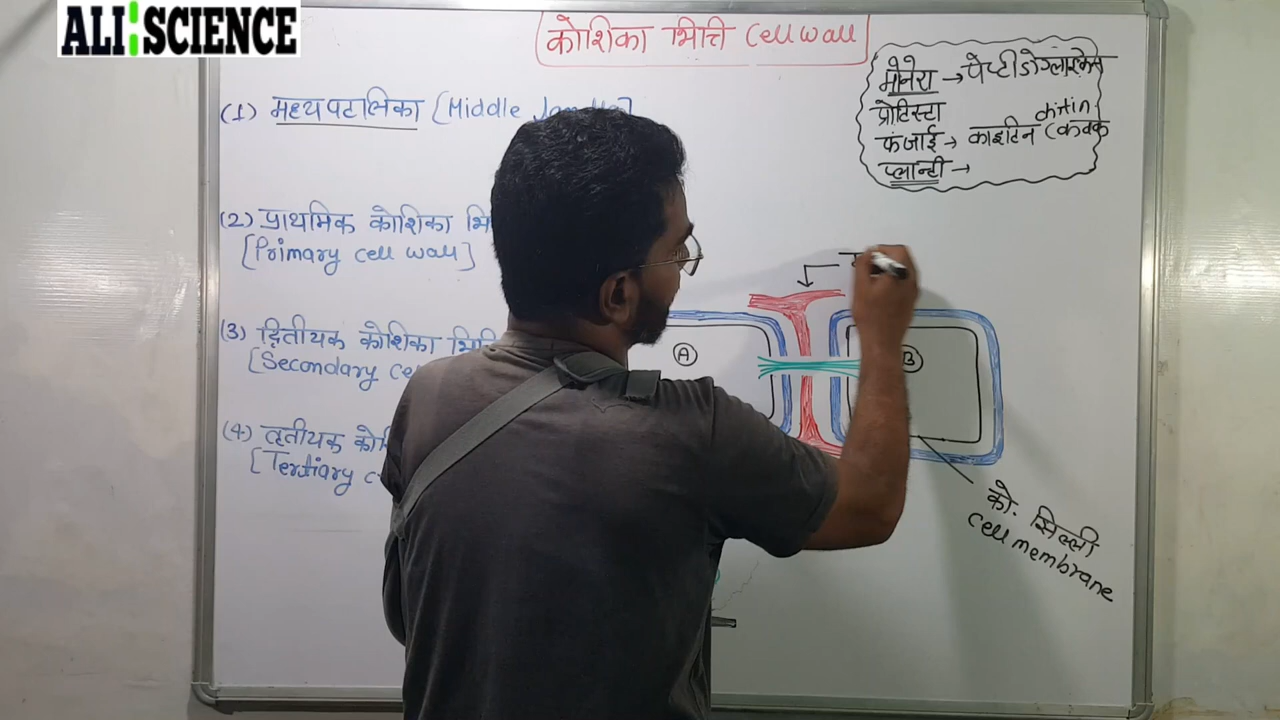 ALI SCIENCE
कोशिका भित्ति Cell wall
(1) मध्यपटलिका [Middle
(2) प्राथमिक कोशिका
[Primary cell wall]
(3) द्वितीयक कोशिका
[Secondary
(4) तृतीयक
[Tertiary
मोनेरा →
प्रोटिस्टा
chitin
फंजाई → काइटिन (कवक
प्लान्टी →
A
B
को. झिल्ली
cell membrane